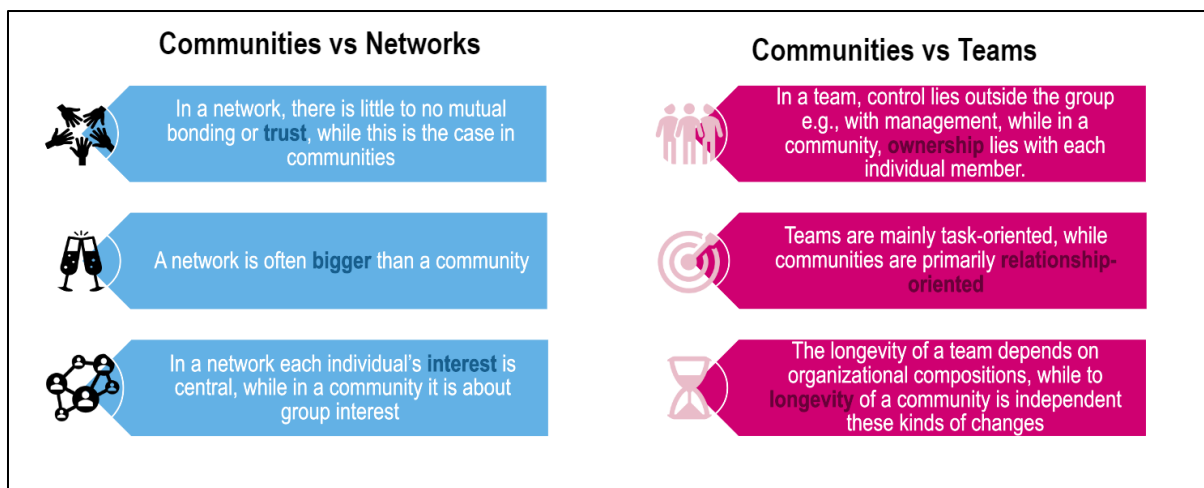 Communities vs Networks
In a network, there is little to no mutual
bonding or trust, while this is the case in
communities
A network is often bigger than a community
In a network each individual’s interest is
central, while in a community it is about
group interest
Communities vs Teams
In a team, control lies outside the group
e.g., with management, while in a
community, ownership lies with each
individual member.
Teams are mainly task-oriented, while
communities are primarily relationship-
oriented
The longevity of a team depends on
organizational compositions, while to
longevity of a community is independent
these kinds of changes